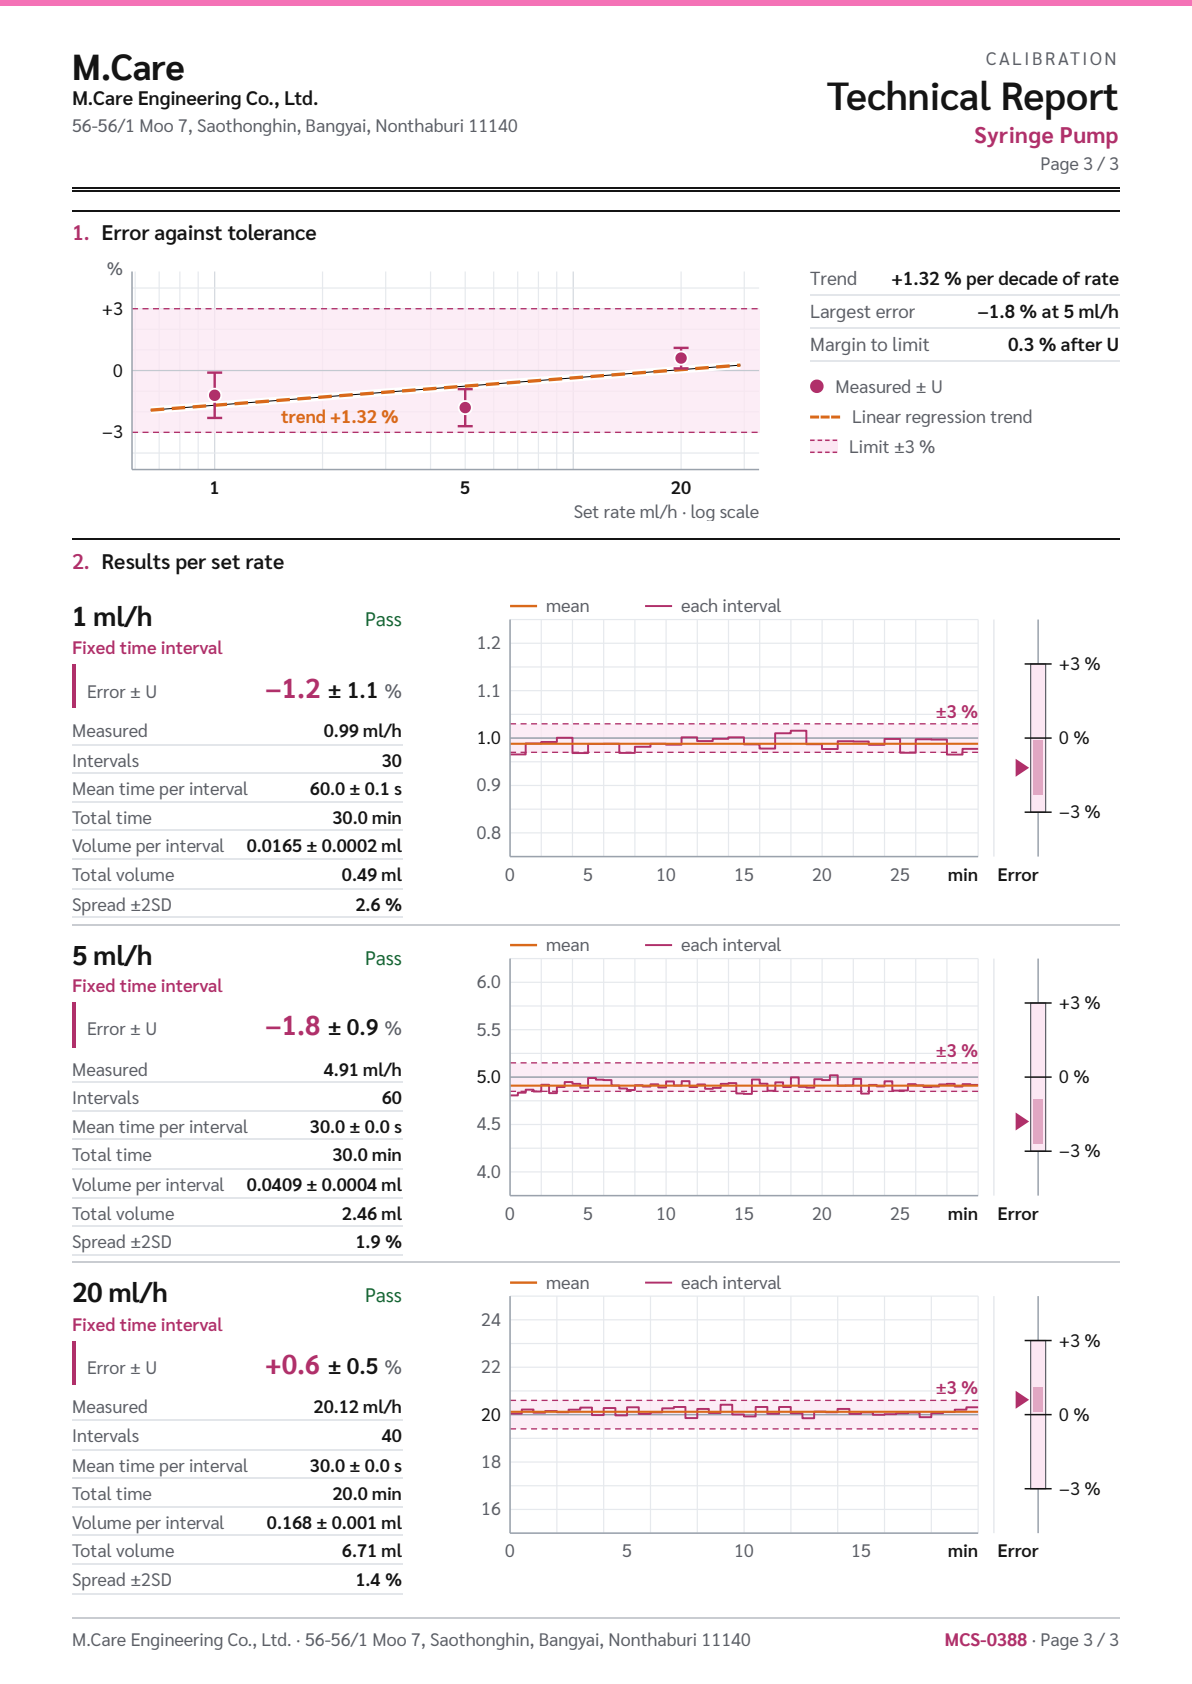 M.Care
M.Care Engineering Co., Ltd.
56-56/1 Moo 7, Saothonghin, Bangyai, Nonthaburi 11140
CALIBRATION
Technical Report
Syringe Pump
Page 3 / 3
1. Error against tolerance
%
+3
0
−3
trend +1.32 %
1 5 20
Set rate ml/h · log scale
Trend +1.32 % per decade of rate
Largest error −1.8 % at 5 ml/h
Margin to limit 0.3 % after U
Measured ± U
Linear regression trend
Limit ±3 %
2. Results per set rate
1 ml/h Pass
Fixed time interval
Error ± U −1.2 ± 1.1 %
Measured 0.99 ml/h
Intervals 30
Mean time per interval 60.0 ± 0.1 s
Total time 30.0 min
Volume per interval 0.0165 ± 0.0002 ml
Total volume 0.49 ml
Spread ±2SD 2.6 %
mean each interval
1.2
1.1
1.0
0.9
0.8
±3 %
0 5 10 15 20 25 min
+3 %
0 %
−3 %
Error
5 ml/h Pass
Fixed time interval
Error ± U −1.8 ± 0.9 %
Measured 4.91 ml/h
Intervals 60
Mean time per interval 30.0 ± 0.0 s
Total time 30.0 min
Volume per interval 0.0409 ± 0.0004 ml
Total volume 2.46 ml
Spread ±2SD 1.9 %
mean each interval
6.0
5.5
5.0
4.5
4.0
±3 %
0 5 10 15 20 25 min
+3 %
0 %
−3 %
Error
20 ml/h Pass
Fixed time interval
Error ± U +0.6 ± 0.5 %
Measured 20.12 ml/h
Intervals 40
Mean time per interval 30.0 ± 0.0 s
Total time 20.0 min
Volume per interval 0.168 ± 0.001 ml
Total volume 6.71 ml
Spread ±2SD 1.4 %
mean each interval
24
22
20
18
16
±3 %
0 5 10 15 min
+3 %
0 %
−3 %
Error
M.Care Engineering Co., Ltd. · 56-56/1 Moo 7, Saothonghin, Bangyai, Nonthaburi 11140
MCS-0388 · Page 3 / 3